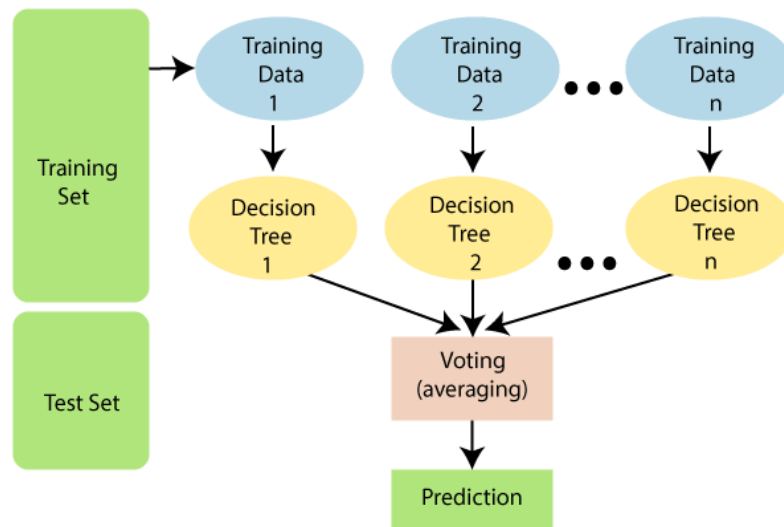 Training
Set
Test Set
Training
Data
1
Training
Data
2
Training
Data
n
Decision
Tree
1
Decision
Tree
2
Decision
Tree
n
Voting
(averaging)
Prediction